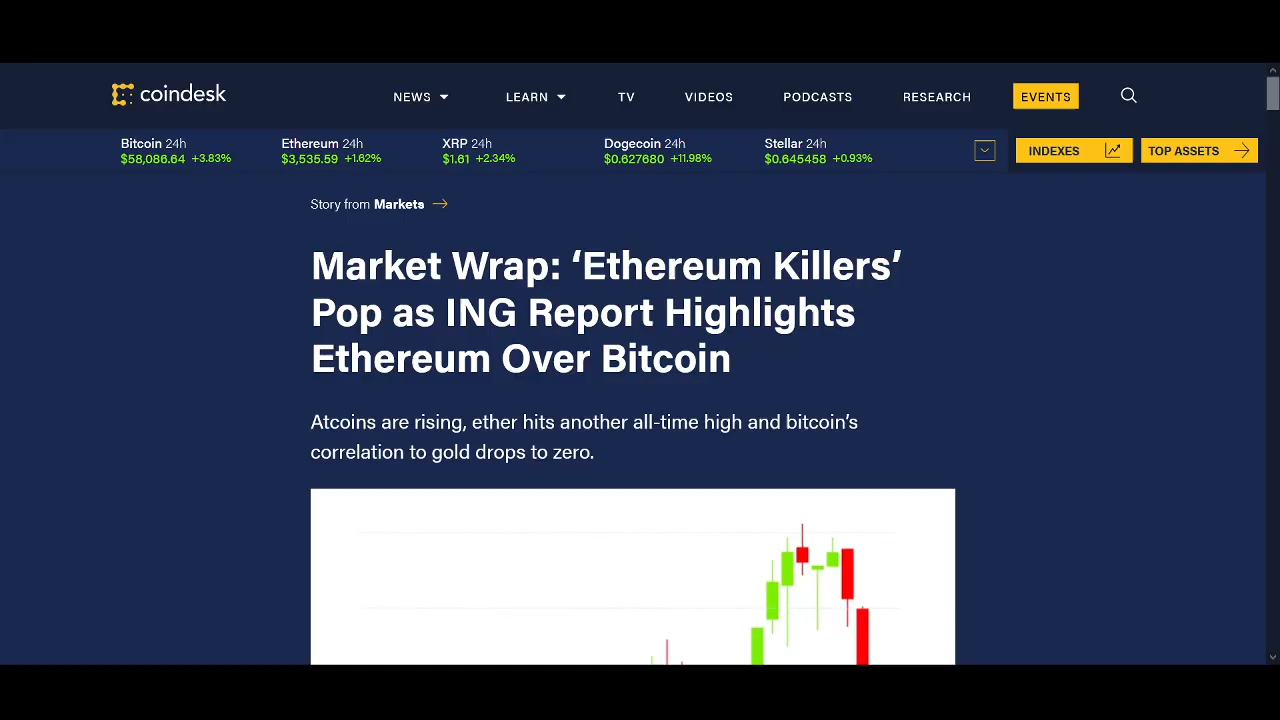 coindesk
NEWS LEARN TV VIDEOS PODCASTS RESEARCH EVENTS
Bitcoin 24h Ethereum 24h XRP 24h Dogecoin 24h Stellar 24h
$58,086.64 +3.83% $3,535.59 +1.62% $1.61 +2.34% $0.627680 +11.98% $0.645458 +0.93%
INDEXES TOP ASSETS
Story from Markets
Market Wrap: ‘Ethereum Killers’
Pop as ING Report Highlights
Ethereum Over Bitcoin
Atcoins are rising, ether hits another all-time high and bitcoin’s
correlation to gold drops to zero.